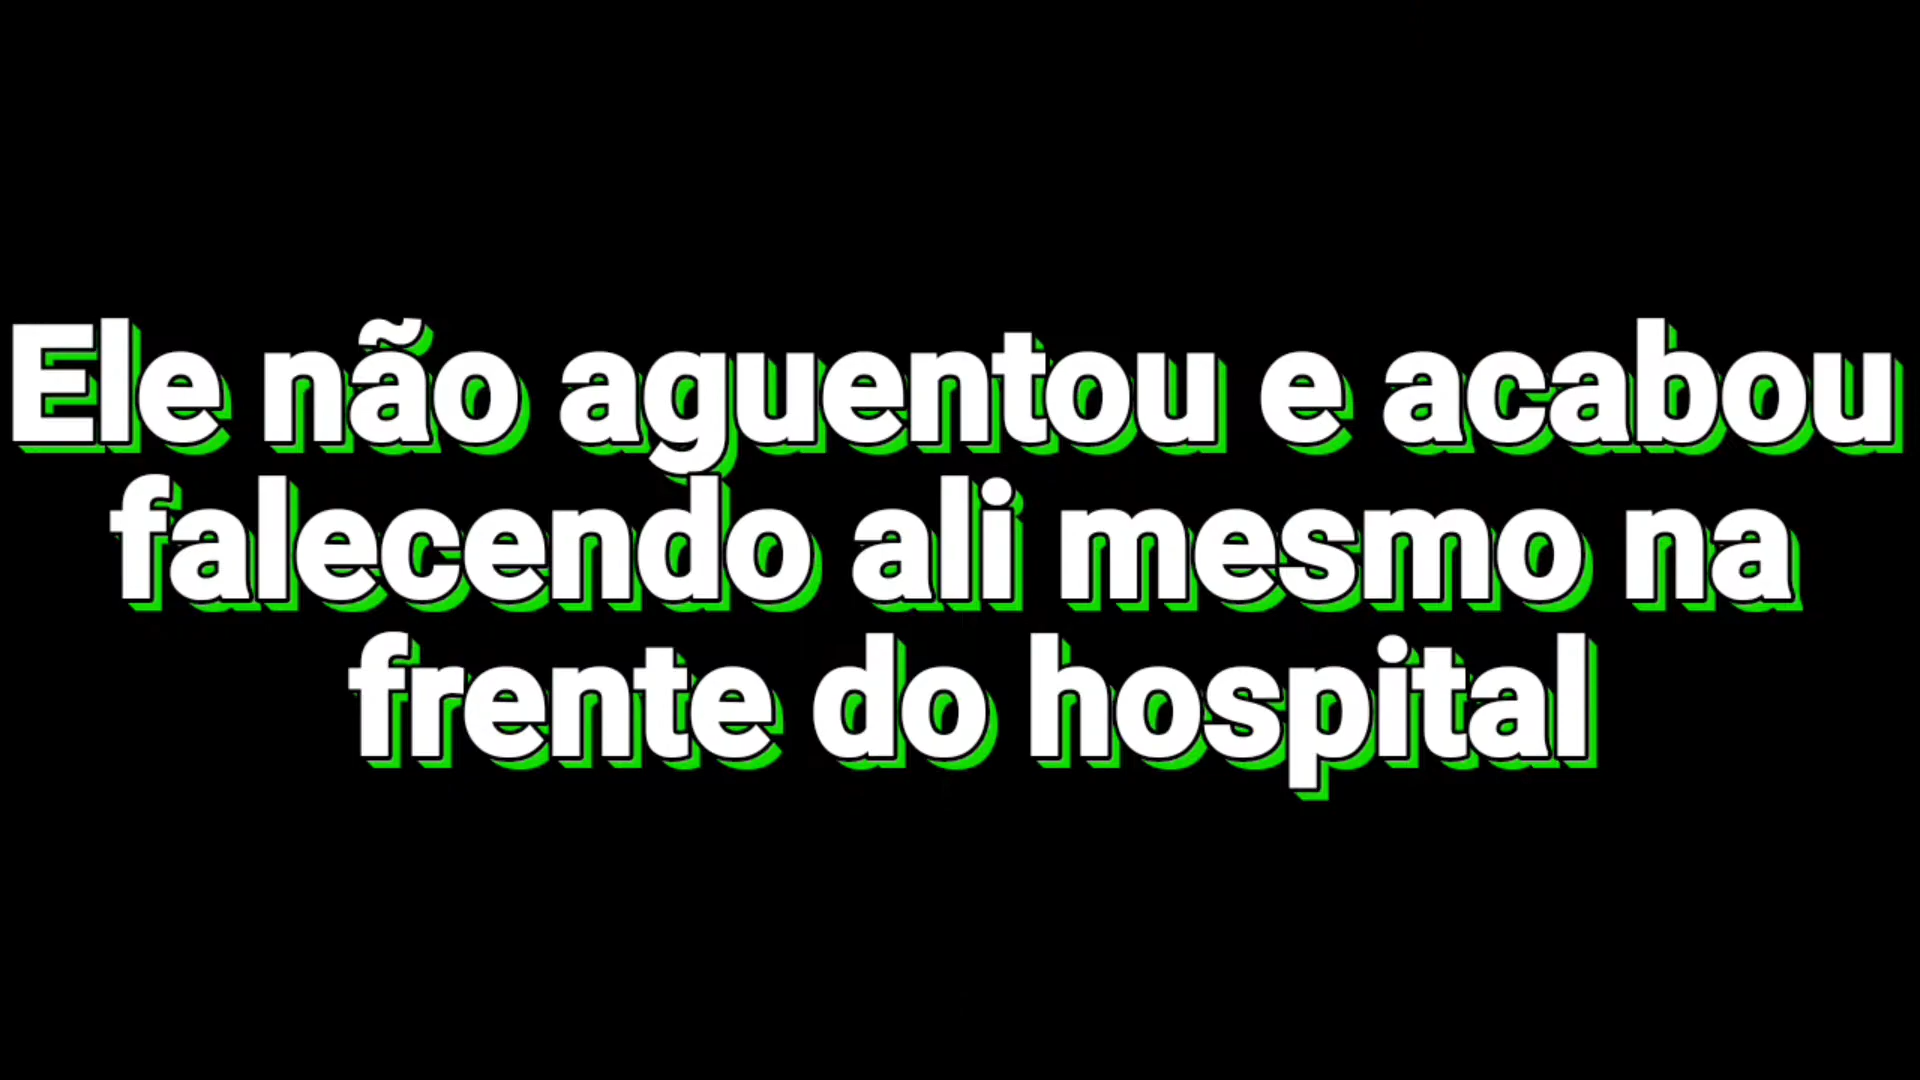 Ele não aguentou e acabou
falecendo ali mesmo na
frente do hospital